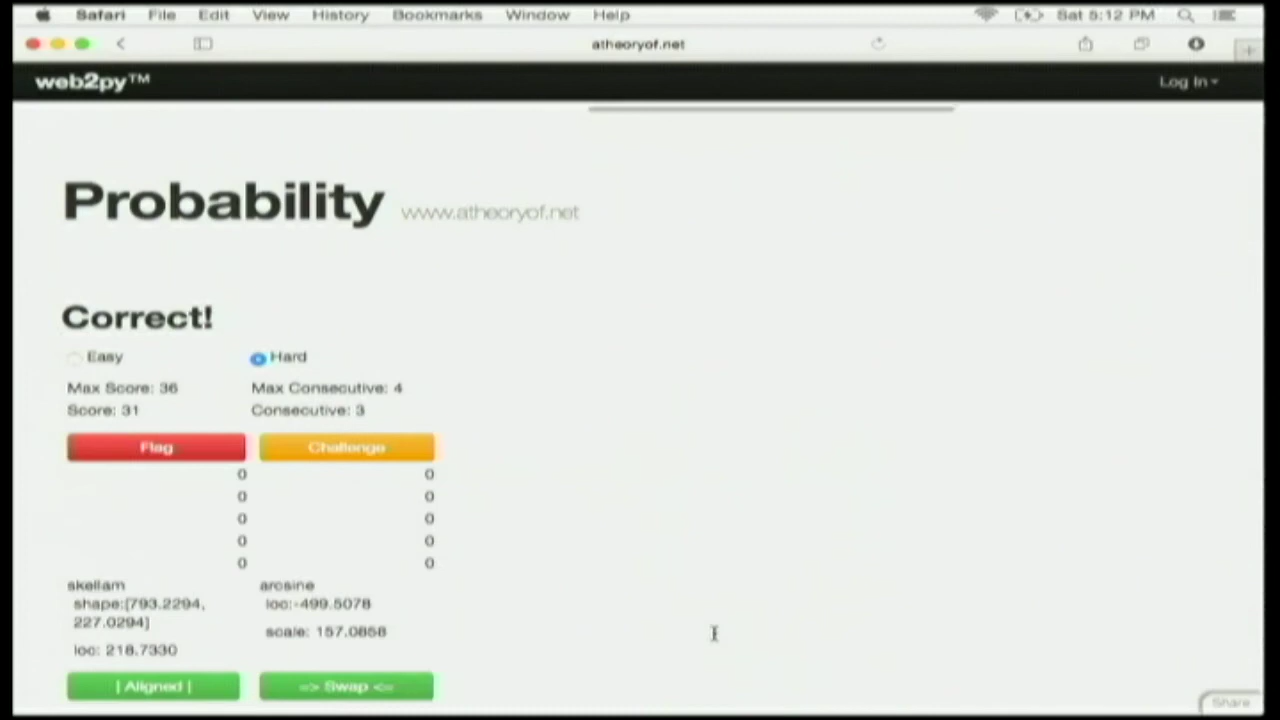 Safari File Edit View History Bookmarks Window Help Sat 5:12 PM
atheoryof.net
web2py™ Log In
Probability www.atheoryof.net
Correct!
Easy Hard
Max Score: 36 Max Consecutive: 4
Score: 31 Consecutive: 3
Flag Challenge
0 0
0 0
0 0
0 0
0 0
skellam arcsine
shape:[793.2294, loc:-499.5078
227.0294] scale: 157.0858
loc: 218.7330
| Aligned | => Swap <=
Share